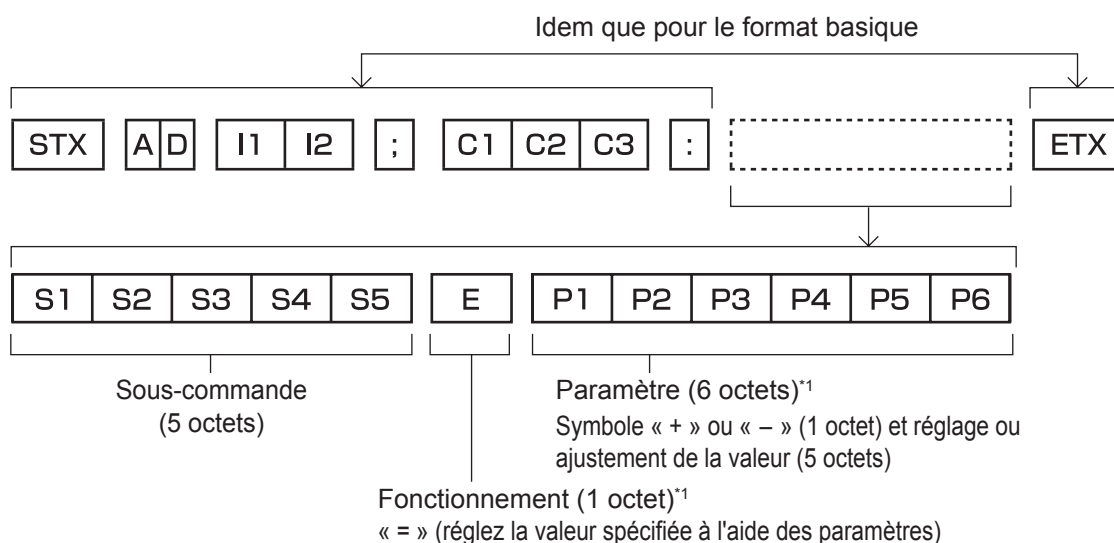 Idem que pour le format basique
STX A D I1 I2 ; C1 C2 C3 : ETX
S1 S2 S3 S4 S5 E P1 P2 P3 P4 P5 P6
Sous-commande
(5 octets)
Paramètre (6 octets)*1
Symbole « + » ou « – » (1 octet) et réglage ou
ajustement de la valeur (5 octets)
Fonctionnement (1 octet)*1
« = » (réglez la valeur spécifiée à l'aide des paramètres)